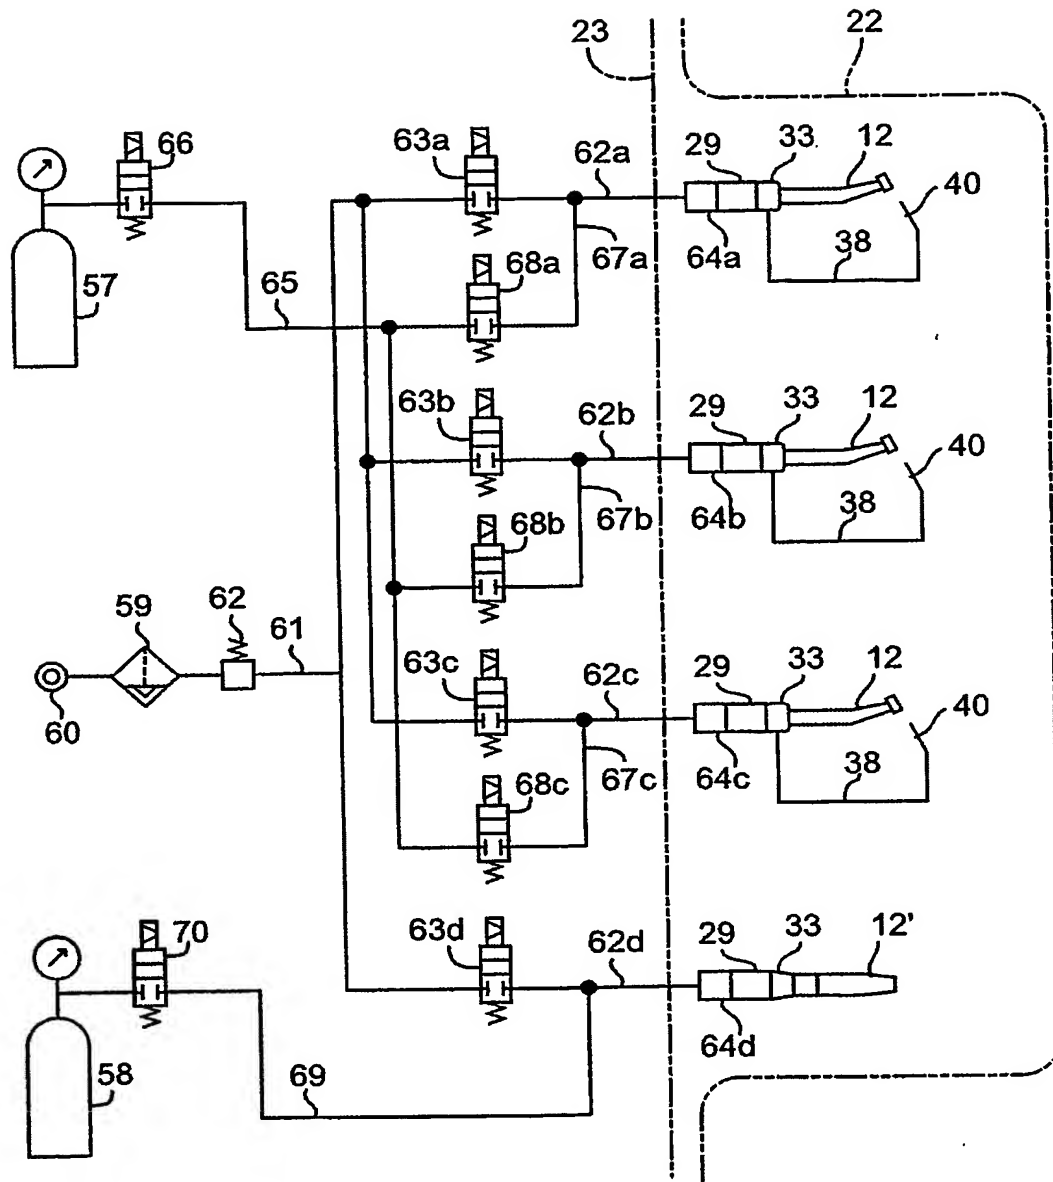 23 22
66 63a 62a 29 33 12 40
57 65 68a 67a 64a 38
63b 62b 29 33 12 40
68b 67b 64b 38
59 62 61 63c 62c 29 33 12 40
60 68c 67c 64c 38
70 63d 62d 29 33 12'
58 69 64d